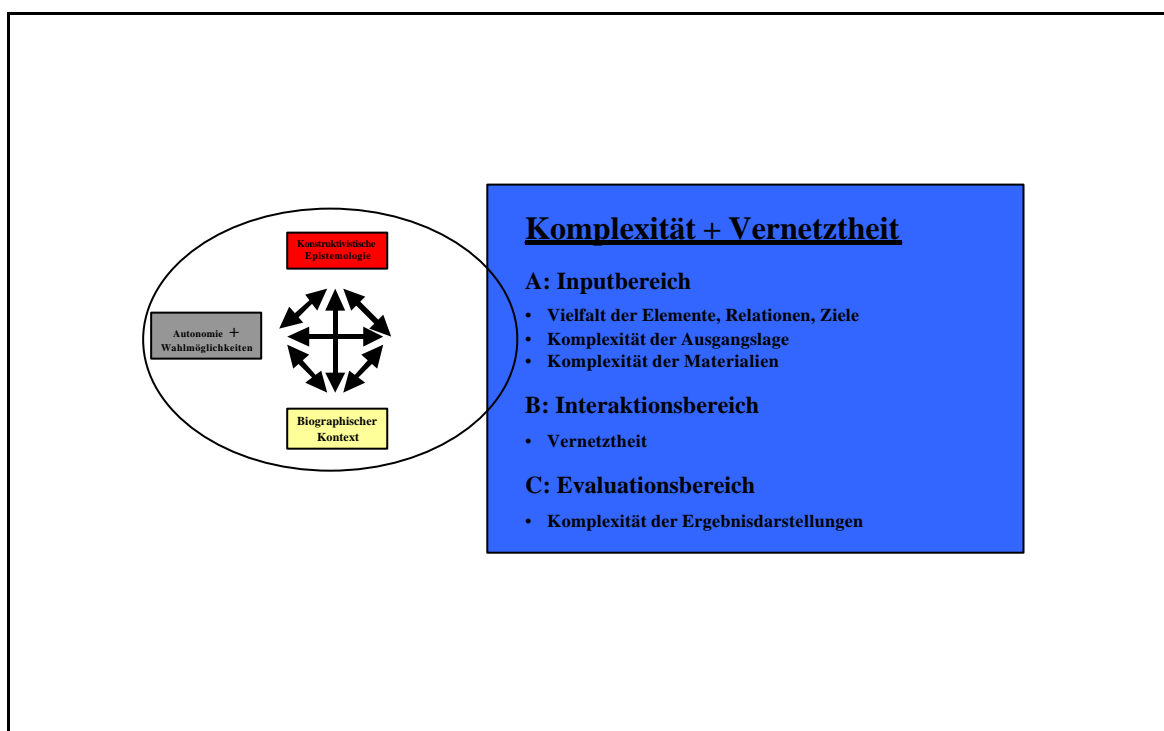 Konstruktivistische
Epistemologie
Autonomie +
Wahlmöglichkeiten
Biographischer
Kontext
Komplexität + Vernetztheit
A: Inputbereich
• Vielfalt der Elemente, Relationen, Ziele
• Komplexität der Ausgangslage
• Komplexität der Materialien
B: Interaktionsbereich
• Vernetztheit
C: Evaluationsbereich
• Komplexität der Ergebnisdarstellungen